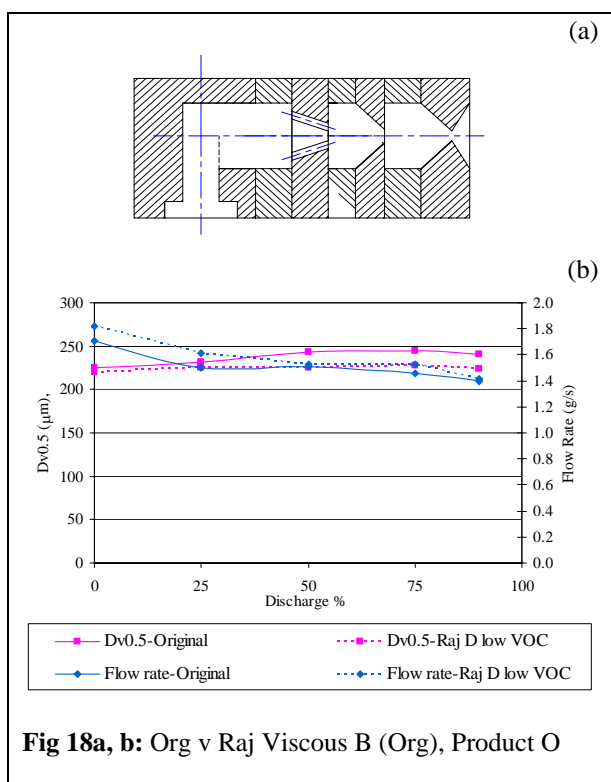 (a)
(b)
300
250
200
150
100
50
0
Dv0.5 (μm),
2.0
1.8
1.6
1.4
1.2
1.0
0.8
0.6
0.4
0.2
0.0
Flow Rate (g/s)
0 25 50 75 100
Discharge %
Dv0.5-Original Dv0.5-Raj D low VOC
Flow rate-Original Flow rate-Raj D low VOC
Fig 18a, b: Org v Raj Viscous B (Org), Product O